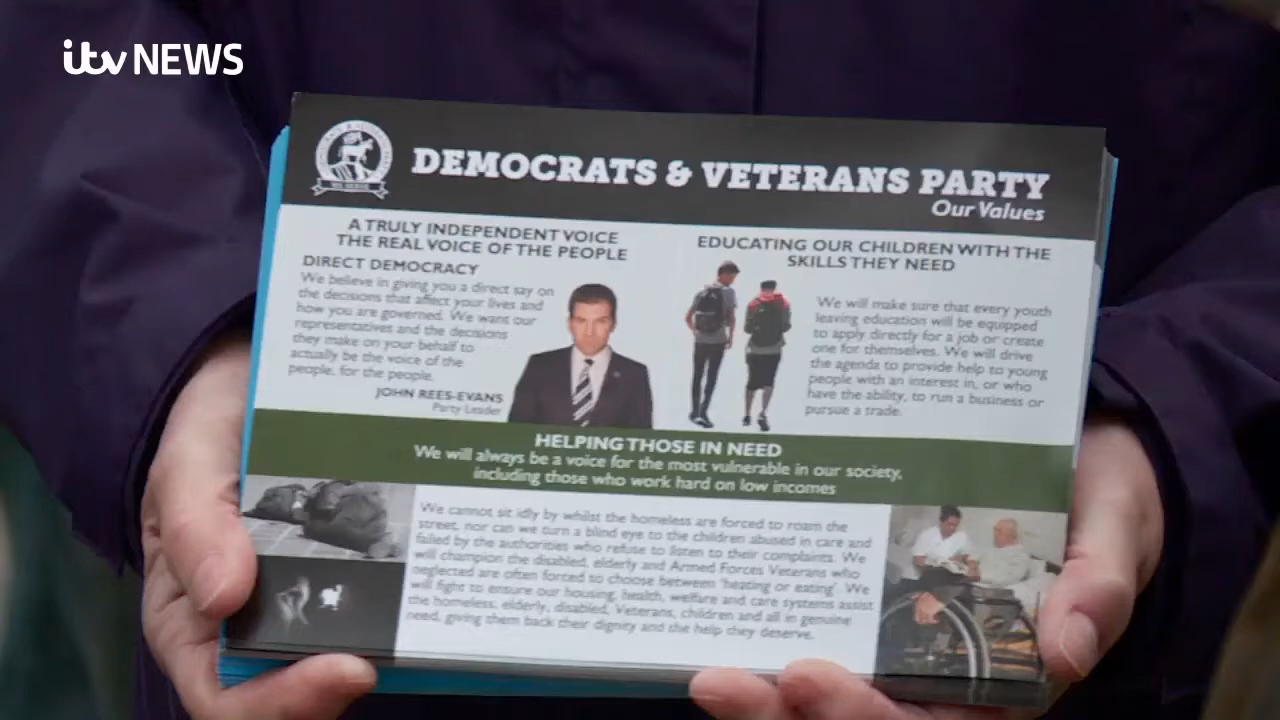 itv NEWS
DEMOCRATS & VETERANS PARTY
Our Values
A TRULY INDEPENDENT VOICE
THE REAL VOICE OF THE PEOPLE
DIRECT DEMOCRACY
We believe in giving you a direct say on
the decisions that affect your lives and
how you are governed. We want our
representatives and the decisions
they make on your behalf to
actually be the voice of the
people, for the people.
JOHN REES-EVANS
Party Leader
EDUCATING OUR CHILDREN WITH THE
SKILLS THEY NEED
We will make sure that every youth
leaving education will be equipped
to apply directly for a job or create
one for themselves. We will drive
the agenda to provide help to young
people with an interest in, or who
have the ability, to run a business or
pursue a trade.
HELPING THOSE IN NEED
We will always be a voice for the most vulnerable in our society,
including those who work hard on low incomes
We cannot sit idly by whilst the homeless are forced to roam the
street, nor can we turn a blind eye to the children abused in care and
failed by the authorities who refuse to listen to their complaints. We
will champion the disabled, elderly and Armed Forces Veterans who
neglected are often forced to choose between 'heating or eating'. We
will fight to ensure our housing, health, welfare and care systems assist
the homeless, elderly, disabled, Veterans, children and all in genuine
need, giving them back their dignity and the help they deserve.